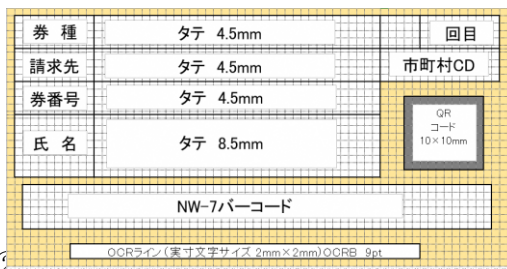 券 種 タテ 4.5mm 回目
請求先 タテ 4.5mm 市町村CD
券番号 タテ 4.5mm
QR
コード
10×10mm
氏 名 タテ 8.5mm
NW-7バーコード
OCRライン(実寸文字サイズ 2mm×2mm)OCRB 9pt